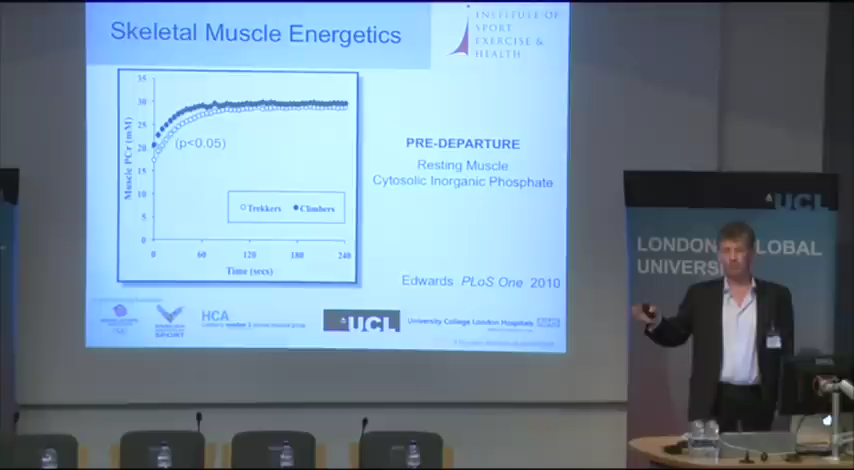 Skeletal Muscle Energetics
INSTITUTE OF
SPORT
EXERCISE &
HEALTH
35
30
25
20
15
10
5
0
Muscle PCr (mM)
(p<0.05)
Trekkers
Climbers
0
60
120
180
240
Time (secs)
PRE-DEPARTURE
Resting Muscle
Cytosolic Inorganic Phosphate
Edwards PLoS One 2010
SPORT
HCA
UCL
University College London Hospitals NHS
UCL
LONDON GLOBAL
UNIVERS